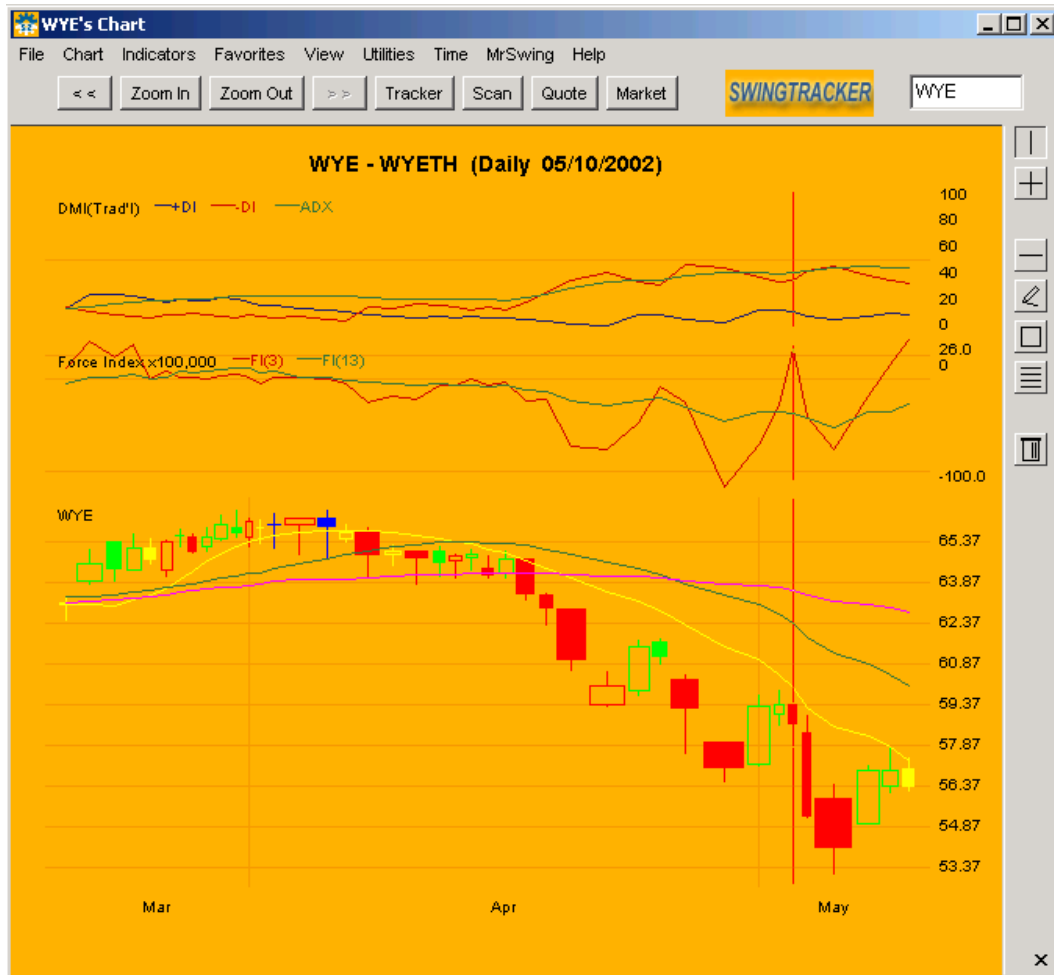 WYE's Chart
File Chart Indicators Favorites View Utilities Time MrSwing Help
<< Zoom In Zoom Out >> Tracker Scan Quote Market SWINGTRACKER WYE
WYE - WYETH (Daily 05/10/2002)
DMI(Trad'l) +DI -DI ADX
100
80
60
40
20
0
Force Index x100,000 FI(3) FI(13)
26.0
0
-100.0
WYE
65.37
63.87
62.37
60.87
59.37
57.87
56.37
54.87
53.37
Mar Apr May